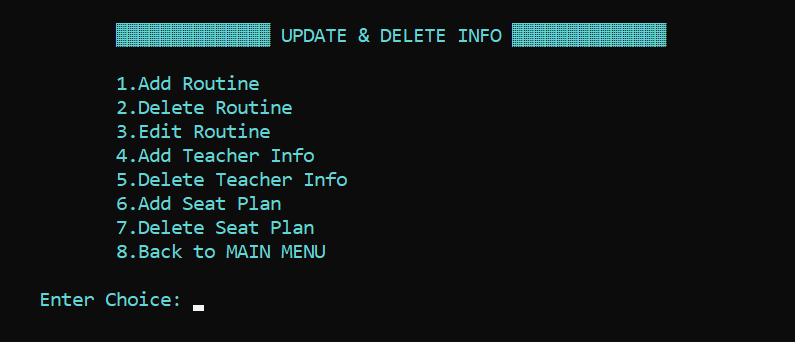 UPDATE & DELETE INFO
1.Add Routine
2.Delete Routine
3.Edit Routine
4.Add Teacher Info
5.Delete Teacher Info
6.Add Seat Plan
7.Delete Seat Plan
8.Back to MAIN MENU
Enter Choice: